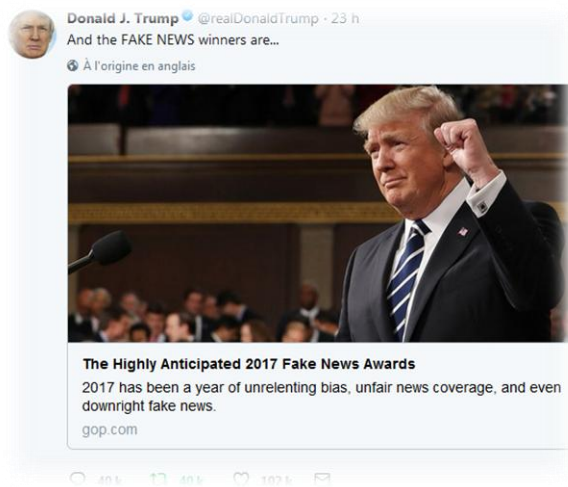 Donald J. Trump @realDonaldTrump · 23 h
And the FAKE NEWS winners are...
À l'origine en anglais
The Highly Anticipated 2017 Fake News Awards
2017 has been a year of unrelenting bias, unfair news coverage, and even
downright fake news.
gop.com